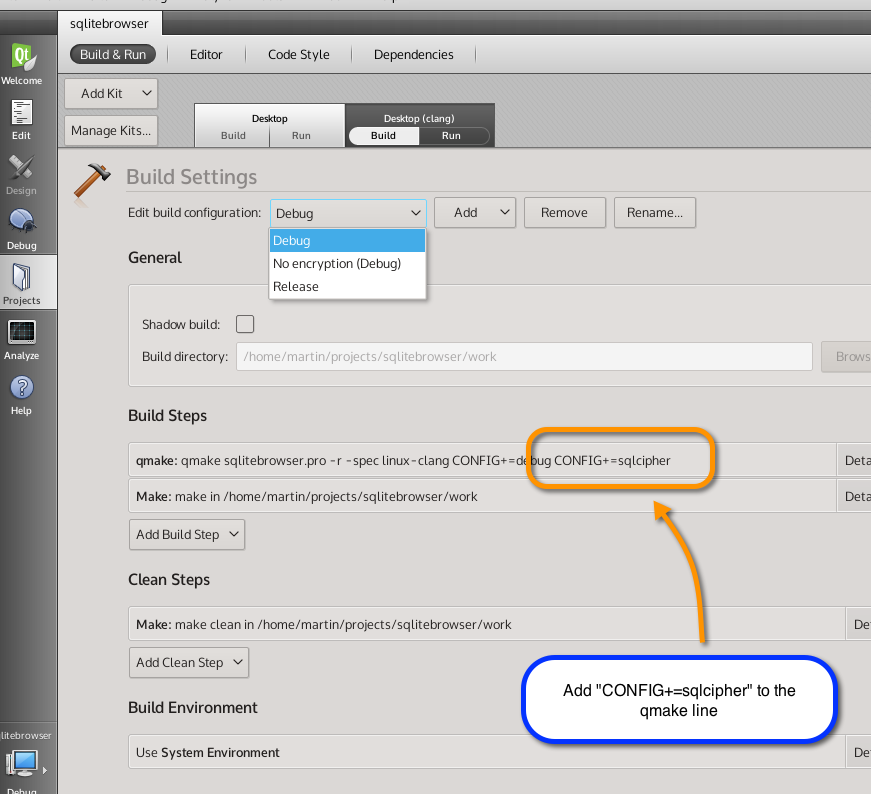 sqlitebrowser
Build & Run
Editor
Code Style
Dependencies
Welcome
Edit
Design
Debug
Projects
Analyze
Help
Add Kit
Manage Kits...
Desktop
Build
Run
Desktop (clang)
Build
Run
Build Settings
Edit build configuration:
Debug
Add
Remove
Rename...
Debug
No encryption (Debug)
Release
General
Shadow build:
Build directory:
/home/martin/projects/sqlitebrowser/work
Brows
Build Steps
qmake: qmake sqlitebrowser.pro -r -spec linux-clang CONFIG+=debug CONFIG+=sqlcipher
Deta
Make: make in /home/martin/projects/sqlitebrowser/work
Deta
Add Build Step
Clean Steps
Make: make clean in /home/martin/projects/sqlitebrowser/work
De
Add Clean Step
Add "CONFIG+=sqlcipher" to the
qmake line
Build Environment
Use System Environment
De
litebrowser
Debug